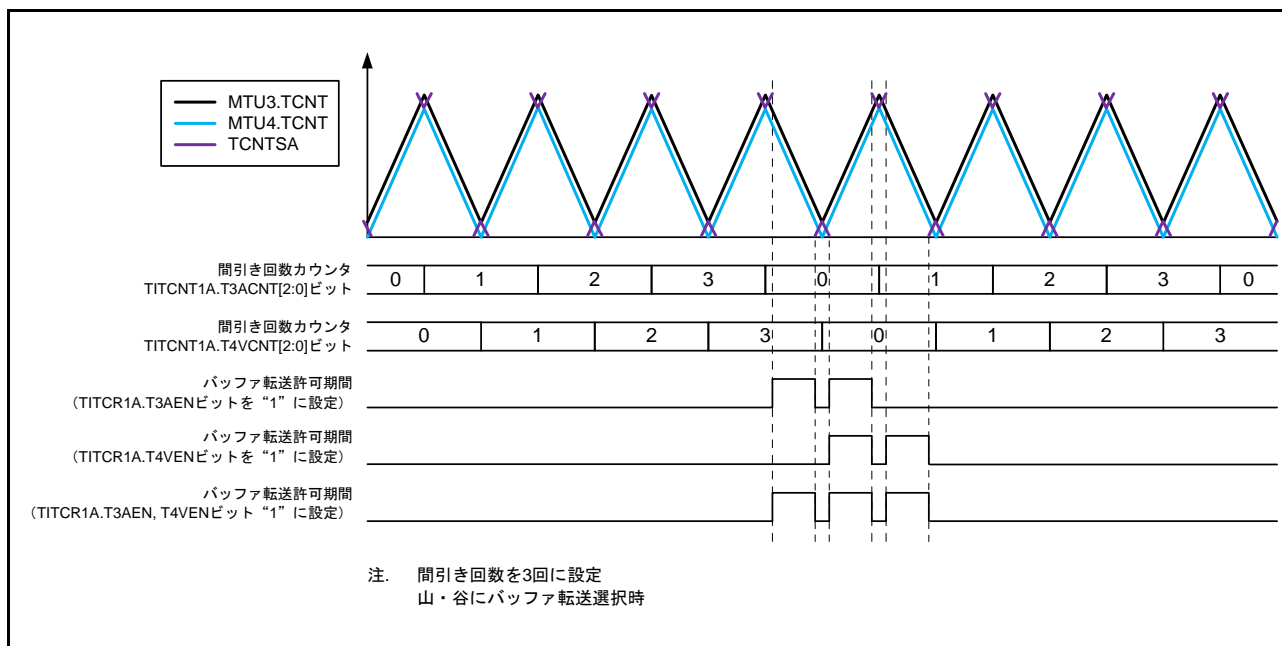 MTU3.TCNT
MTU4.TCNT
TCNTSA
間引き回数カウンタ
TITCNT1A.T3ACNT[2:0]ビット
0 1 2 3 0 1 2 3 0
間引き回数カウンタ
TITCNT1A.T4VCNT[2:0]ビット
0 1 2 3 0 1 2 3
バッファ転送許可期間
(TITCR1A.T3AENビットを“1”に設定)
バッファ転送許可期間
(TITCR1A.T4VENビットを“1”に設定)
バッファ転送許可期間
(TITCR1A.T3AEN, T4VENビット“1”に設定)
注. 間引き回数を3回に設定
山・谷にバッファ転送選択時